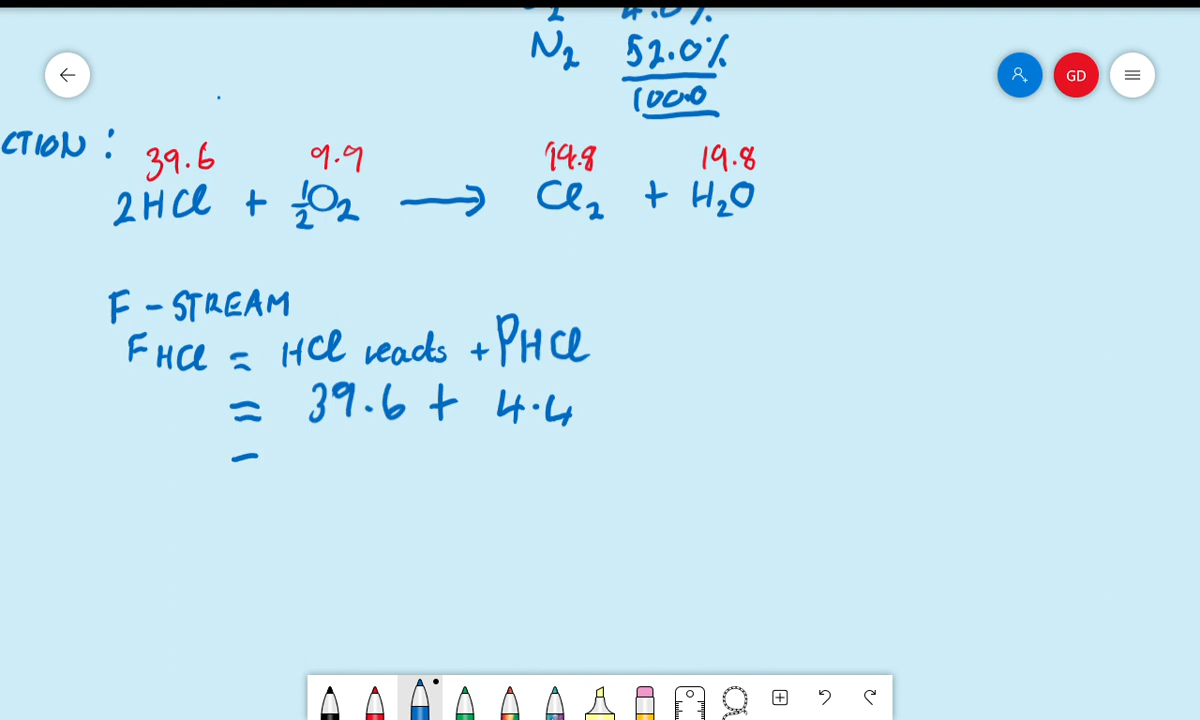 N₂ 52.0%
100.0
CTION:
39.6 9.9 19.8 19.8
2HCl + ½O₂ → Cl₂ + H₂O
F - STREAM
F HCl = HCl reacts + PHCl
= 39.6 + 4.4
GD